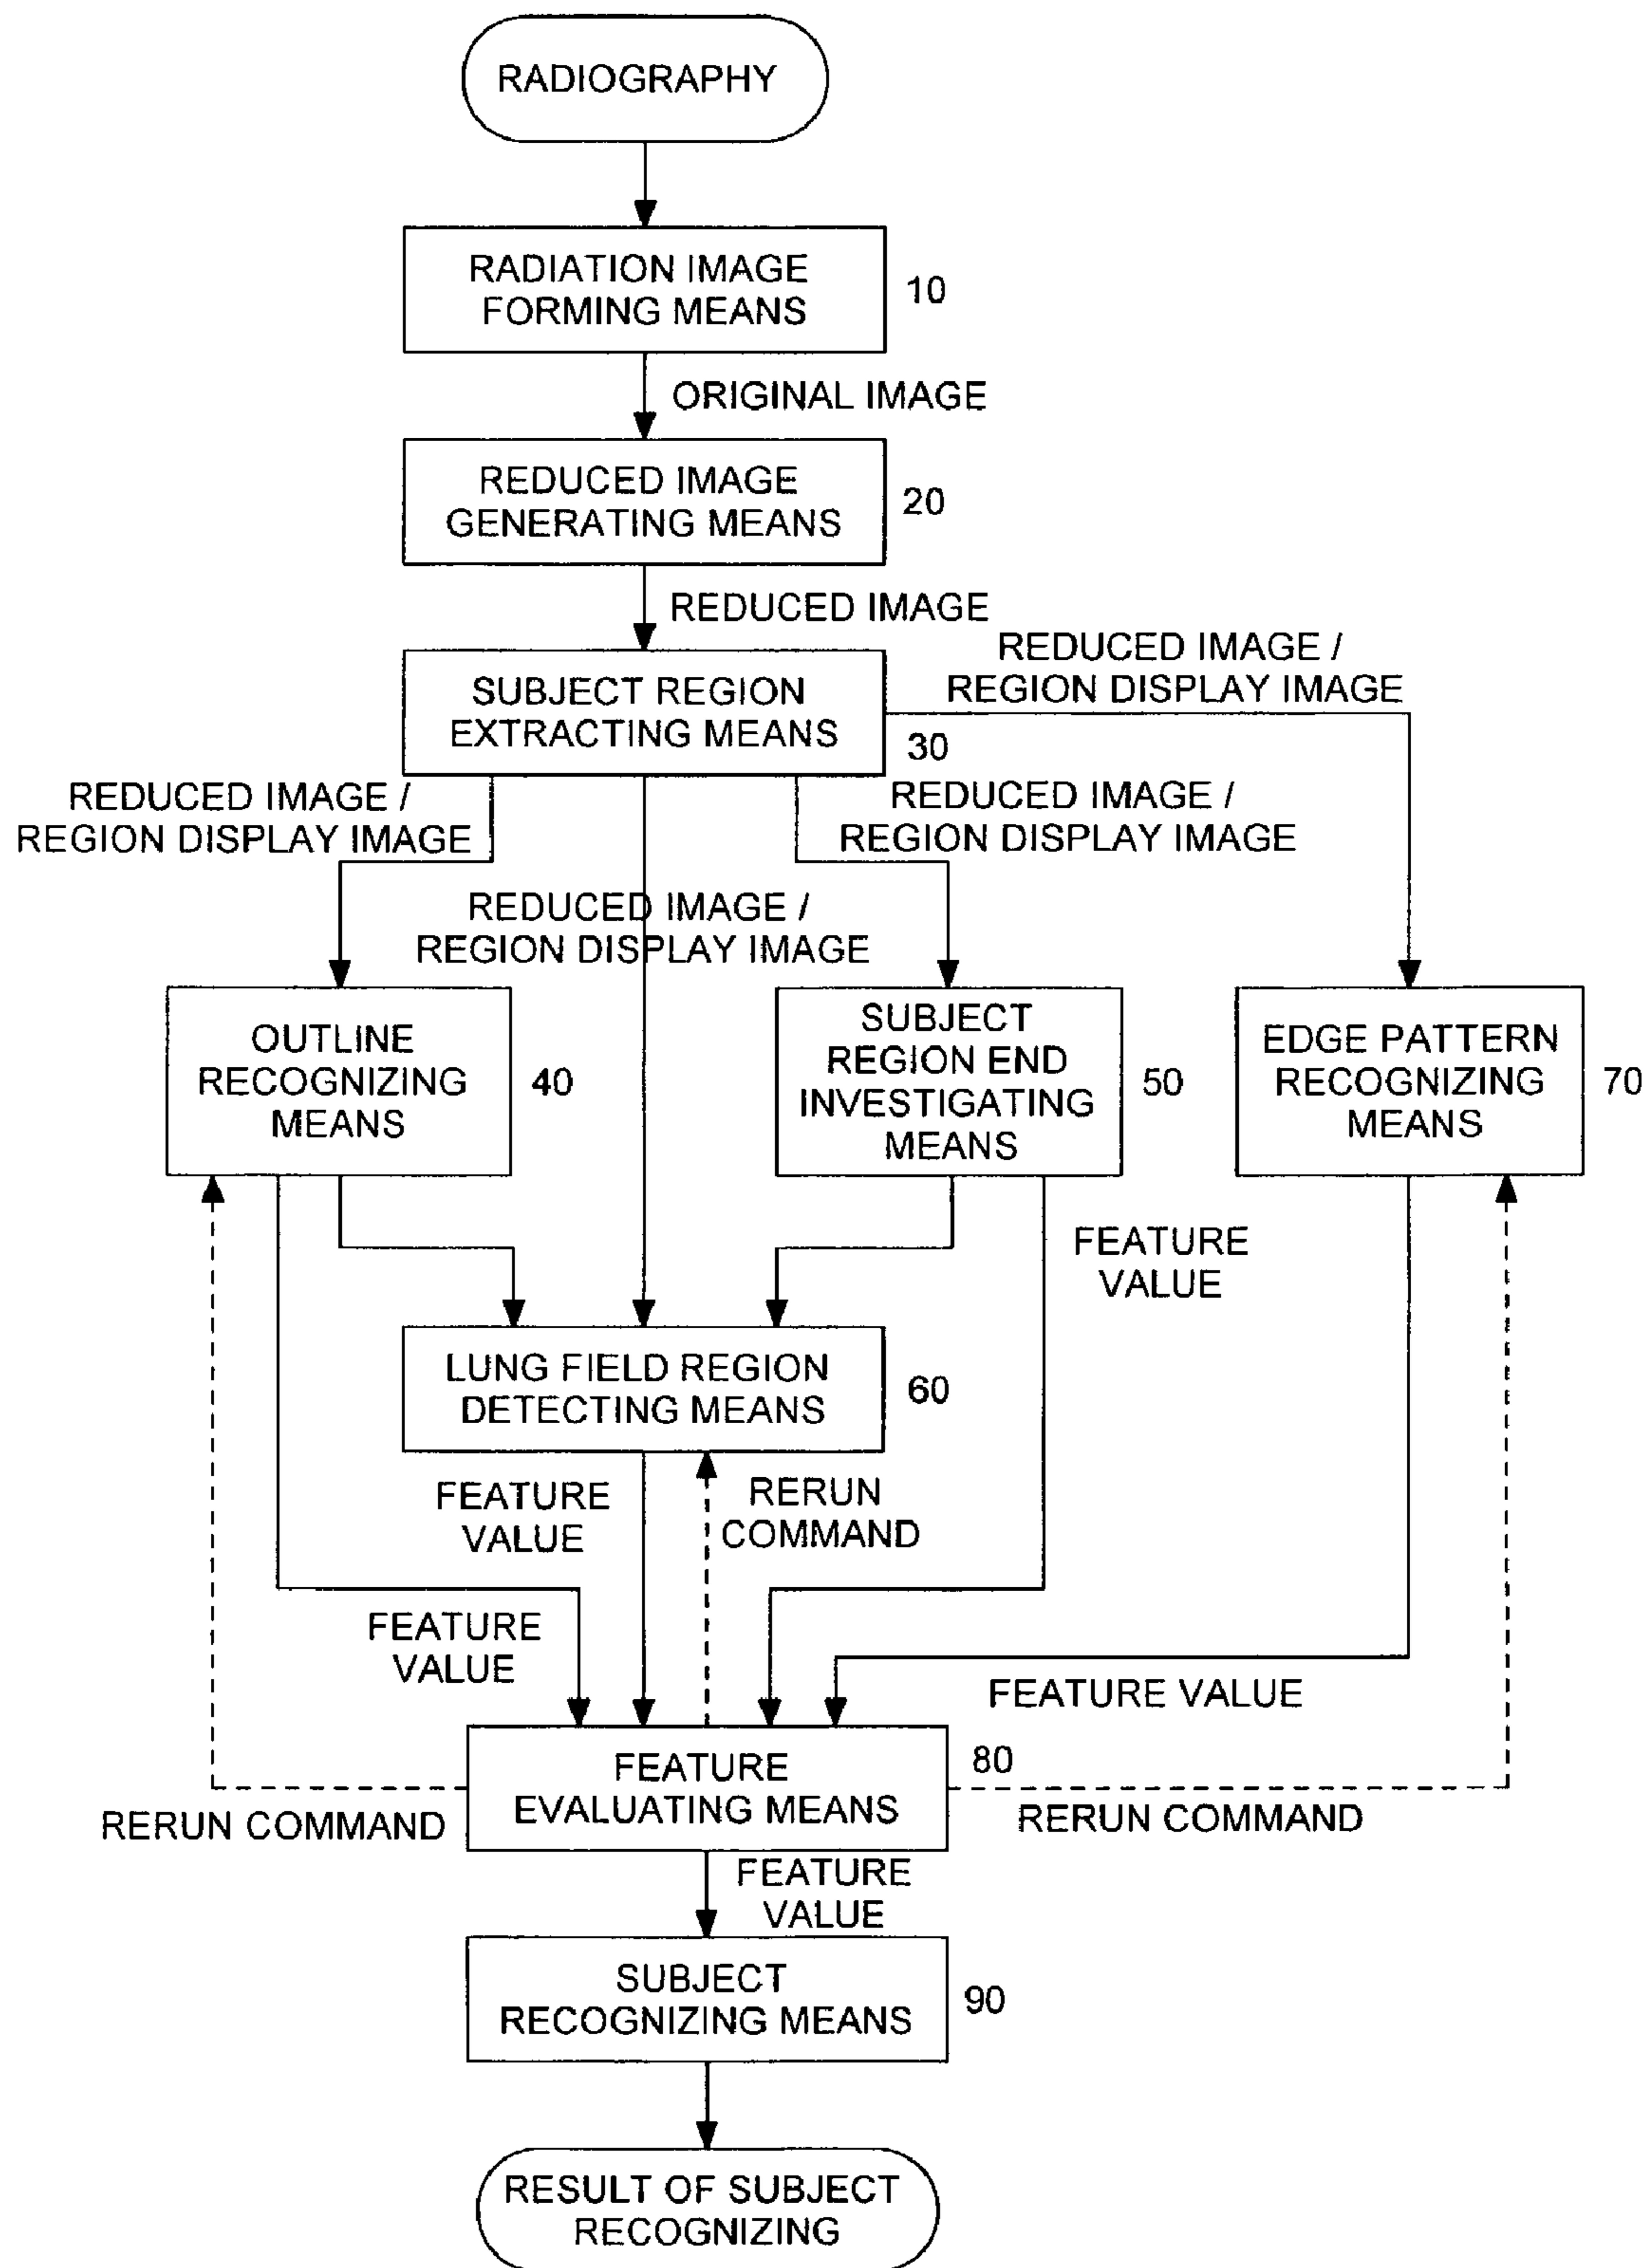 RADIOGRAPHY
RADIATION IMAGE
FORMING MEANS
10
ORIGINAL IMAGE
REDUCED IMAGE
GENERATING MEANS
20
REDUCED IMAGE
SUBJECT REGION
EXTRACTING MEANS
30
REDUCED IMAGE /
REGION DISPLAY IMAGE
REDUCED IMAGE /
REGION DISPLAY IMAGE
REDUCED IMAGE /
REGION DISPLAY IMAGE
REDUCED IMAGE /
REGION DISPLAY IMAGE
OUTLINE
RECOGNIZING
MEANS
40
SUBJECT
REGION END
INVESTIGATING
MEANS
50
EDGE PATTERN
RECOGNIZING
MEANS
70
FEATURE
VALUE
LUNG FIELD REGION
DETECTING MEANS
60
FEATURE
VALUE
RERUN
COMMAND
FEATURE
VALUE
FEATURE VALUE
FEATURE
EVALUATING MEANS
80
RERUN COMMAND
RERUN COMMAND
FEATURE
VALUE
SUBJECT
RECOGNIZING MEANS
90
RESULT OF SUBJECT
RECOGNIZING